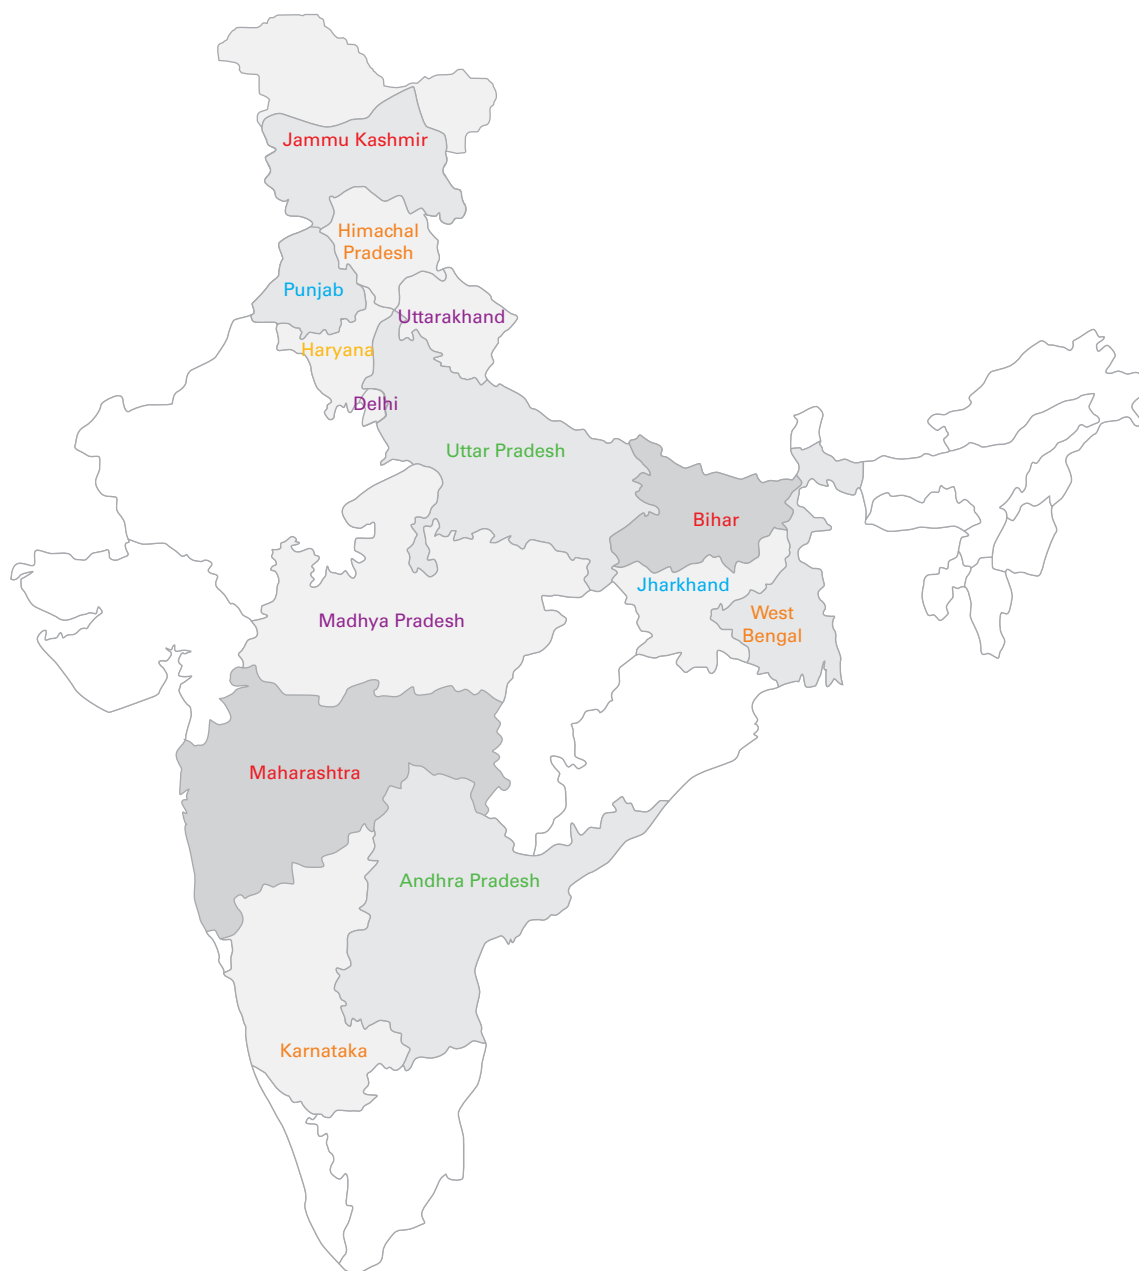 Jammu Kashmir
Himachal
Pradesh
Punjab
Uttarakhand
Haryana
Delhi
Uttar Pradesh
Bihar
Jharkhand
West
Bengal
Madhya Pradesh
Maharashtra
Andhra Pradesh
Karnataka